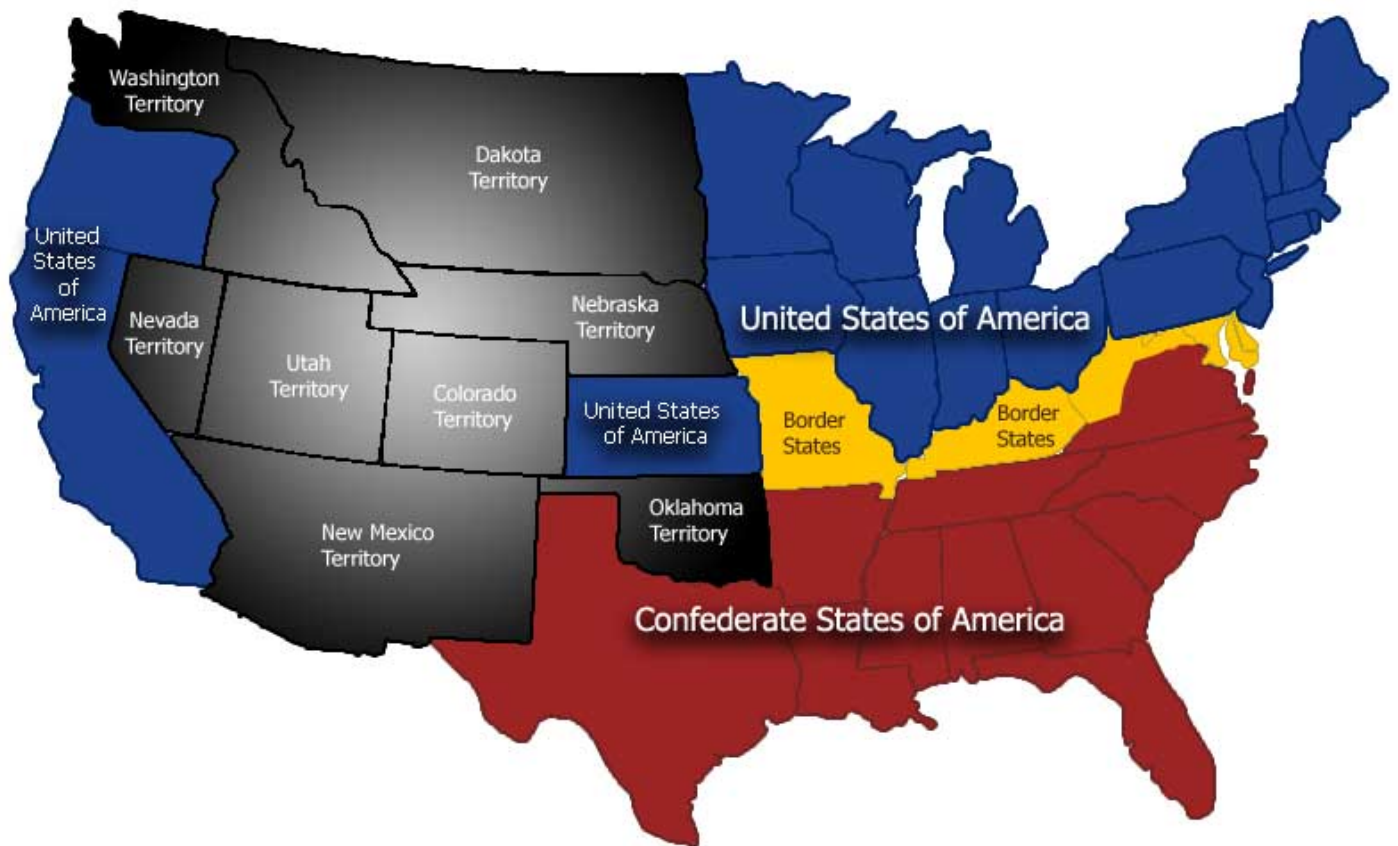 Washington
Territory
Dakota
Territory
United
States
of
America
Nevada
Territory
Utah
Territory
Nebraska
Territory
Colorado
Territory
United States of America
United States
of America
Border
States
Border
States
New Mexico
Territory
Oklahoma
Territory
Confederate States of America